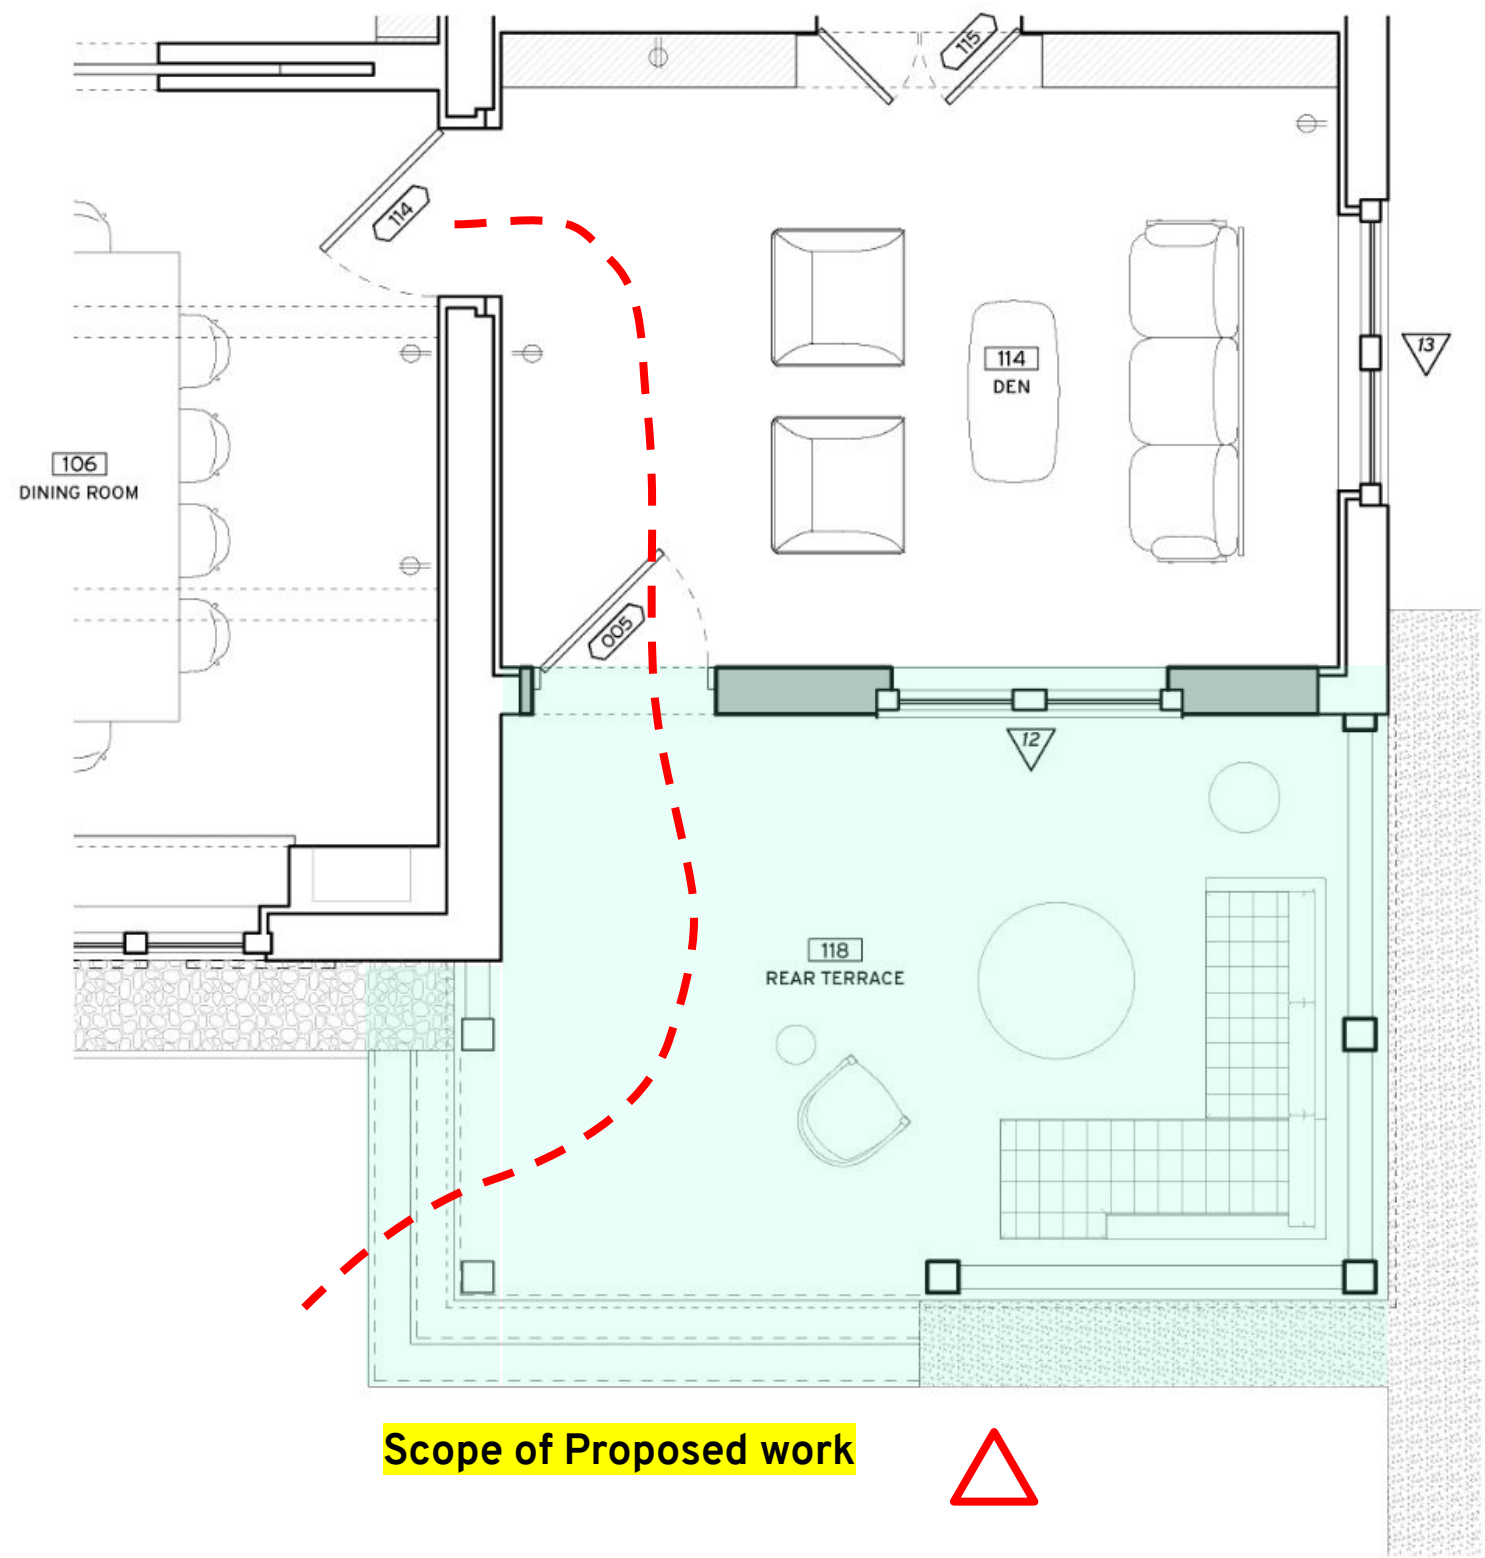 115
114
13
114
DEN
106
DINING ROOM
005
12
118
REAR TERRACE
Scope of Proposed work